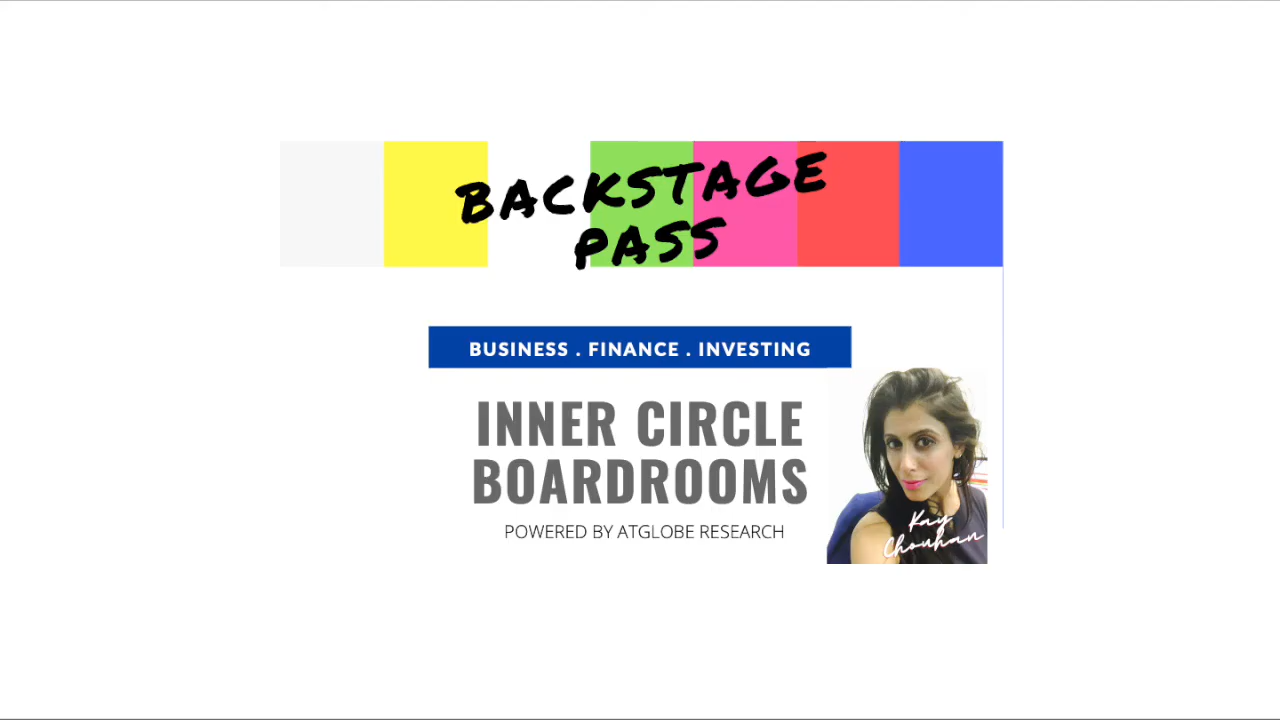 BACKSTAGE
PASS
BUSINESS . FINANCE . INVESTING
INNER CIRCLE
BOARDROOMS
POWERED BY ATGLOBE RESEARCH
Kay
Chouhan